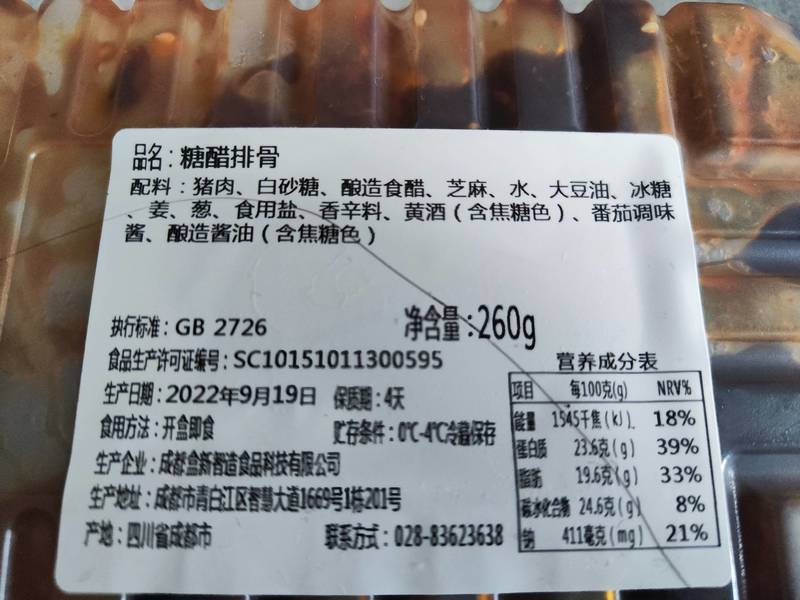 品名：糖醋排骨
配料：猪肉、白砂糖、酿造食醋、芝麻、水、大豆油、冰糖
、姜、葱、食用盐、香辛料、黄酒（含焦糖色）、番茄调味
酱、酿造酱油（含焦糖色）
执行标准：GB 2726
净含量：260g
食品生产许可证编号：SC10151011300595
生产日期：2022年9月19日 保质期：4天
食用方法：开盒即食 贮存条件：0℃-4℃冷藏保存
生产企业：成都盒新智造食品科技有限公司
生产地址：成都市青白江区智慧大道1669号1栋201号
产地：四川省成都市 联系方式：028-83623638
营养成分表
项目 每100克(g) NRV%
能量 1545千焦(kJ) 18%
蛋白质 23.6克(g) 39%
脂肪 19.6克(g) 33%
碳水化合物 24.6克(g) 8%
钠 411毫克(mg) 21%